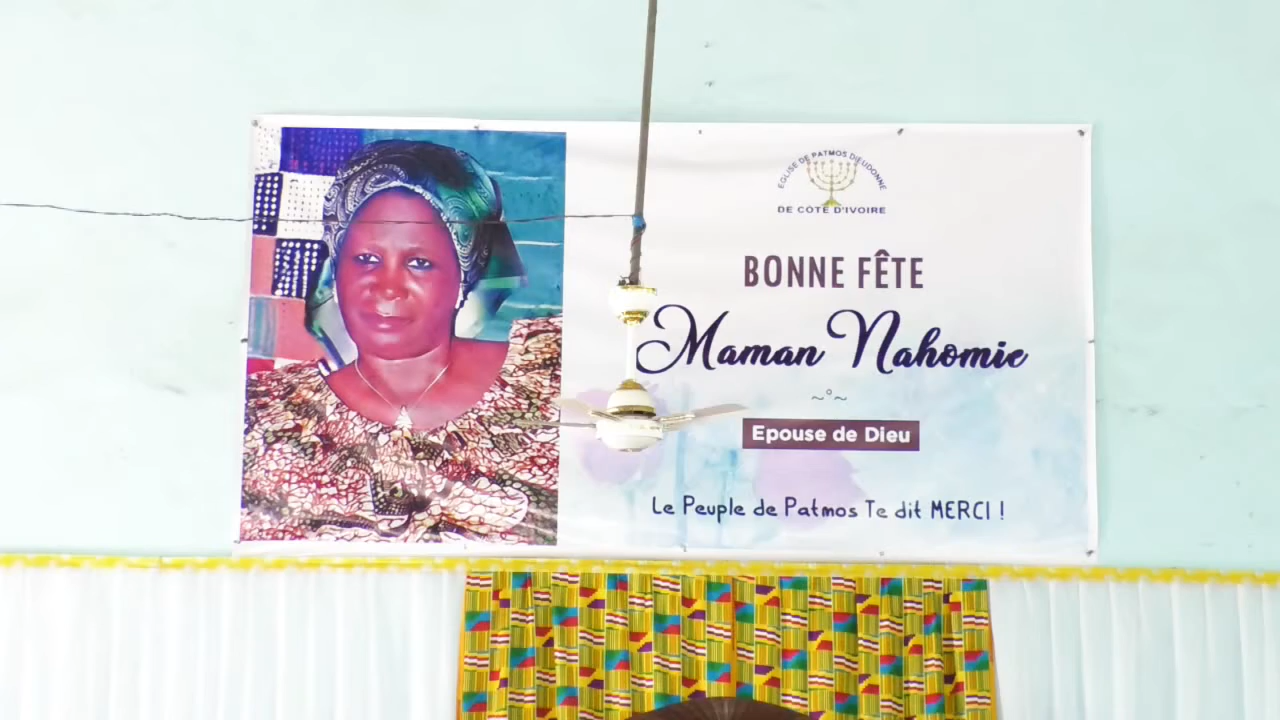 EGLISE DE PATMOS DIEUDONNE
DE CÔTE D'IVOIRE
BONNE FÊTE
Maman Nahomie
Epouse de Dieu
Le Peuple de Patmos Te dit MERCI !